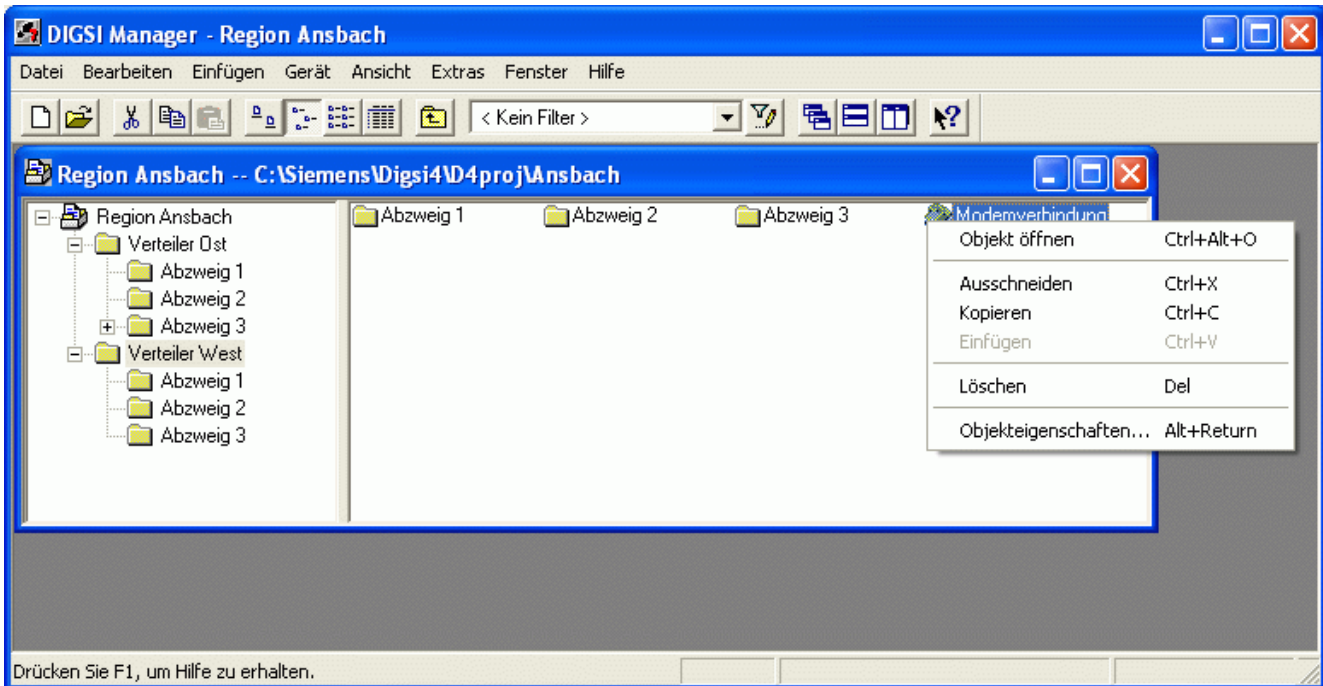 DIGSI Manager - Region Ansbach
Datei Bearbeiten Einfügen Gerät Ansicht Extras Fenster Hilfe
< Kein Filter >
Region Ansbach -- C:\Siemens\Digsi4\D4proj\Ansbach
Region Ansbach
Verteiler Ost
Abzweig 1
Abzweig 2
Abzweig 3
Verteiler West
Abzweig 1
Abzweig 2
Abzweig 3
Abzweig 1 Abzweig 2 Abzweig 3 Modemverbindung
Objekt öffnen Ctrl+Alt+O
Ausschneiden Ctrl+X
Kopieren Ctrl+C
Einfügen Ctrl+V
Löschen Del
Objekteigenschaften... Alt+Return
Drücken Sie F1, um Hilfe zu erhalten.